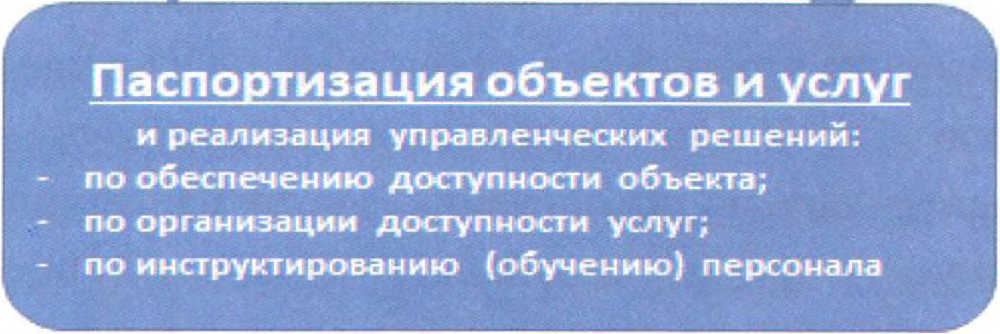 Паспортизация объектов и услуг
и реализация управленческих решений:
- по обеспечению доступности объекта;
- по организации доступности услуг;
- по инструктированию (обучению) персонала